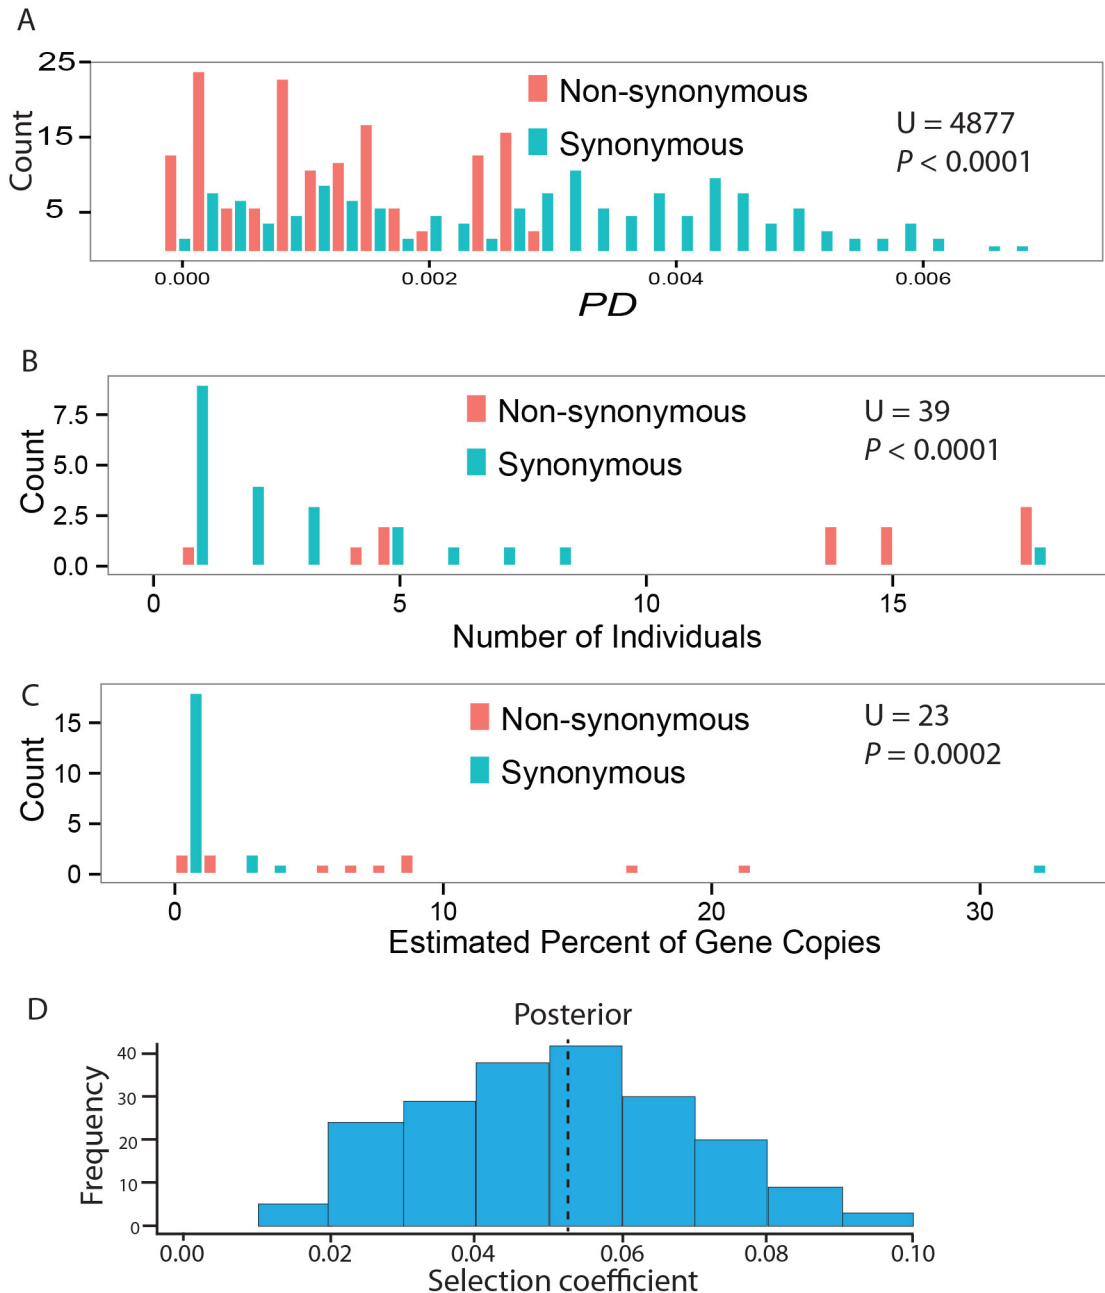 A
25
15
5
Count
Non-synonymous
Synonymous
U = 4877
P < 0.0001
0.000 0.002 0.004 0.006
PD
B
7.5
5.0
2.5
0.0
Count
Non-synonymous
Synonymous
U = 39
P < 0.0001
0 5 10 15
Number of Individuals
C
15
10
5
0
Count
Non-synonymous
Synonymous
U = 23
P = 0.0002
0 10 20 30
Estimated Percent of Gene Copies
D
Posterior
40
30
20
10
0
Frequency
0.00 0.02 0.04 0.06 0.08 0.10
Selection coefficient